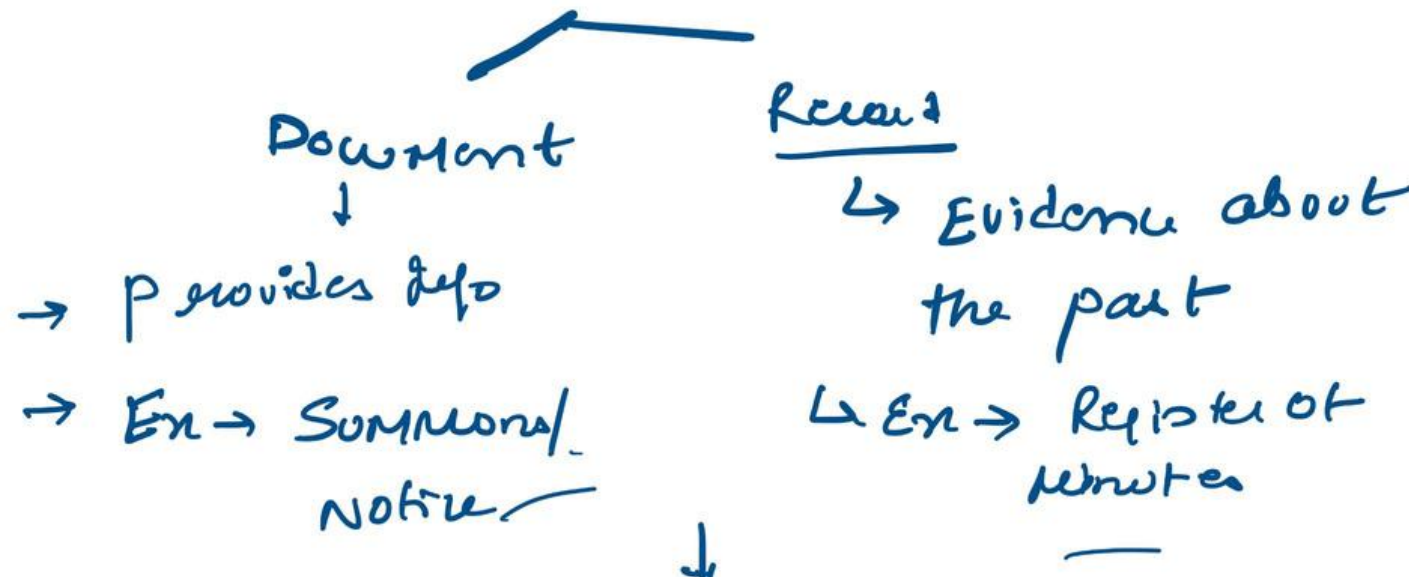 Document
→ Provides Info
→ Ex → Summons/
Notice
Record
↳ Evidence about
the past
↳ Ex → Register of
minutes